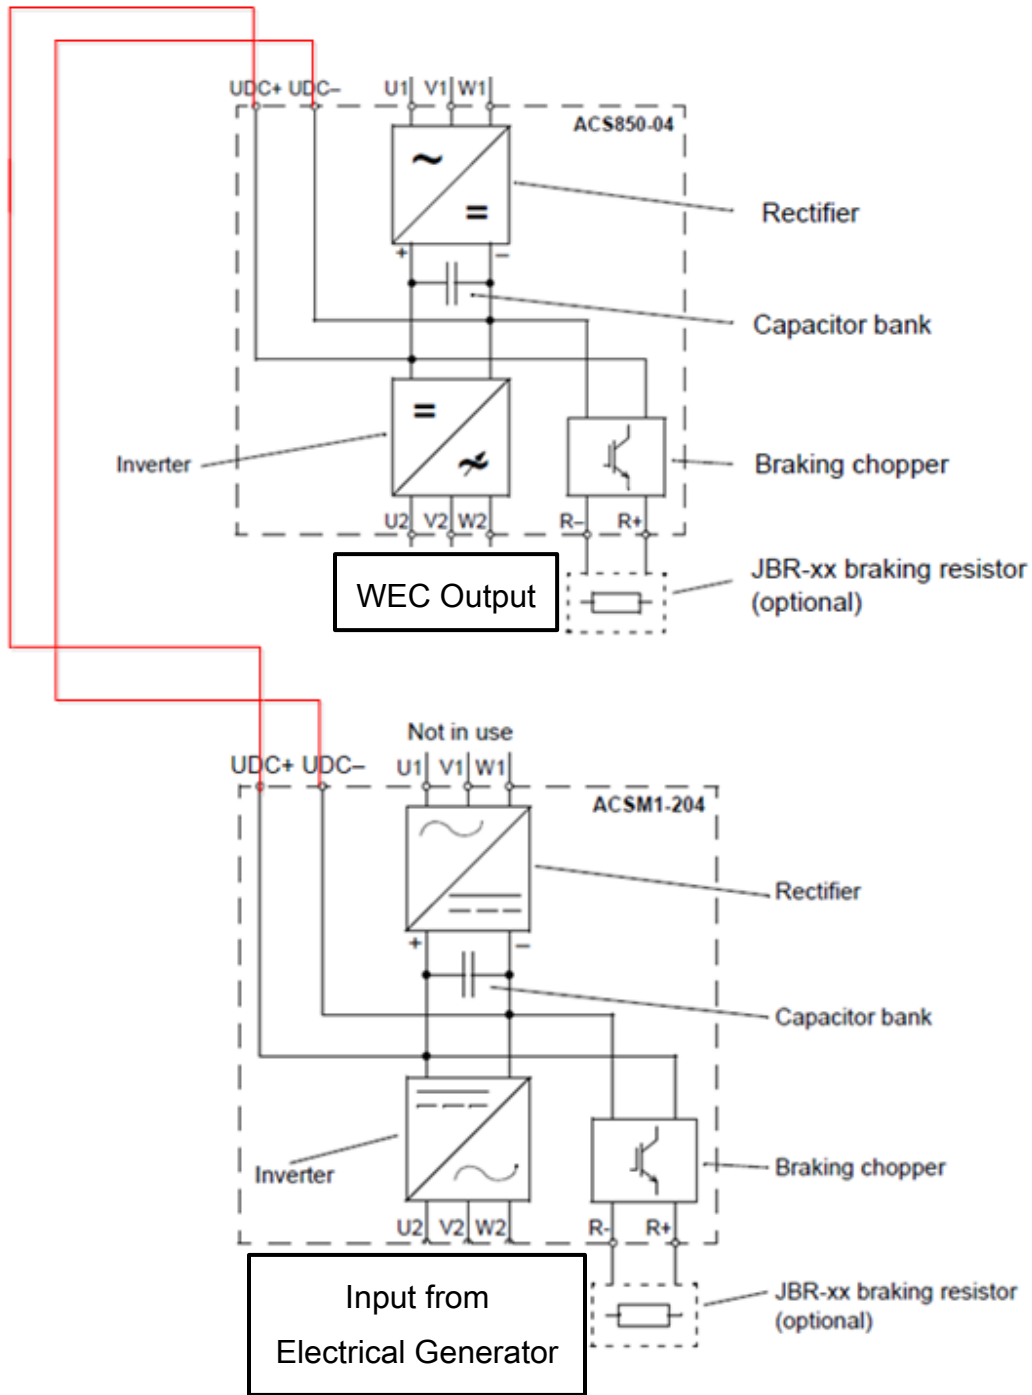 UDC+ UDC– U1 V1 W1
ACS850-04
Rectifier
+ –
Capacitor bank
Inverter
Braking chopper
U2 V2 W2 R– R+
WEC Output
JBR-xx braking resistor
(optional)
Not in use
UDC+ UDC– U1 V1 W1
ACSM1-204
Rectifier
+ –
Capacitor bank
Inverter
Braking chopper
U2 V2 W2 R- R+
Input from
Electrical Generator
JBR-xx braking resistor
(optional)